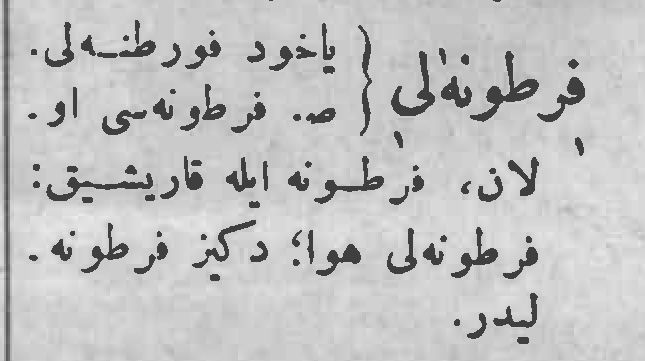 فرطونه‌لی { یاخود فورطنه‌لی.
ص. فرطونه‌سی او.
لان، فرطونه ایله قاریشیق:
فرطونه‌لی هوا؛ دکیز فرطونه.
لیدر.